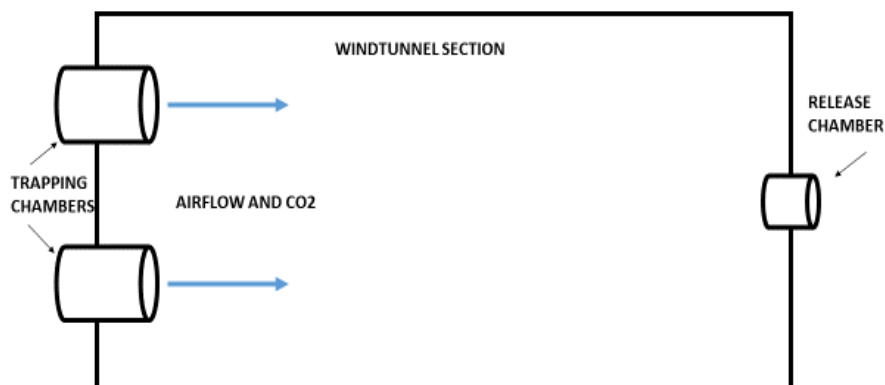 WINDTUNNEL SECTION
RELEASE
CHAMBER
TRAPPING
CHAMBERS
AIRFLOW AND CO2